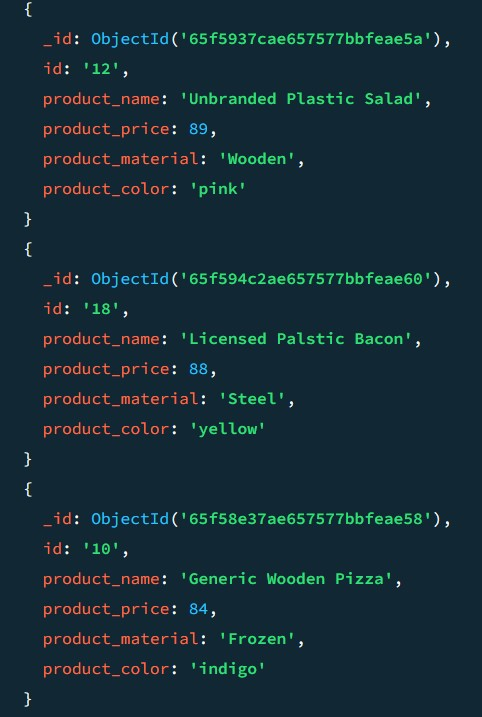 {
_id: ObjectId('65f5937cae657577bbfeae5a'),
id: '12',
product_name: 'Unbranded Plastic Salad',
product_price: 89,
product_material: 'Wooden',
product_color: 'pink'
}
{
_id: ObjectId('65f594c2ae657577bbfeae60'),
id: '18',
product_name: 'Licensed Palstic Bacon',
product_price: 88,
product_material: 'Steel',
product_color: 'yellow'
}
{
_id: ObjectId('65f58e37ae657577bbfeae58'),
id: '10',
product_name: 'Generic Wooden Pizza',
product_price: 84,
product_material: 'Frozen',
product_color: 'indigo'
}